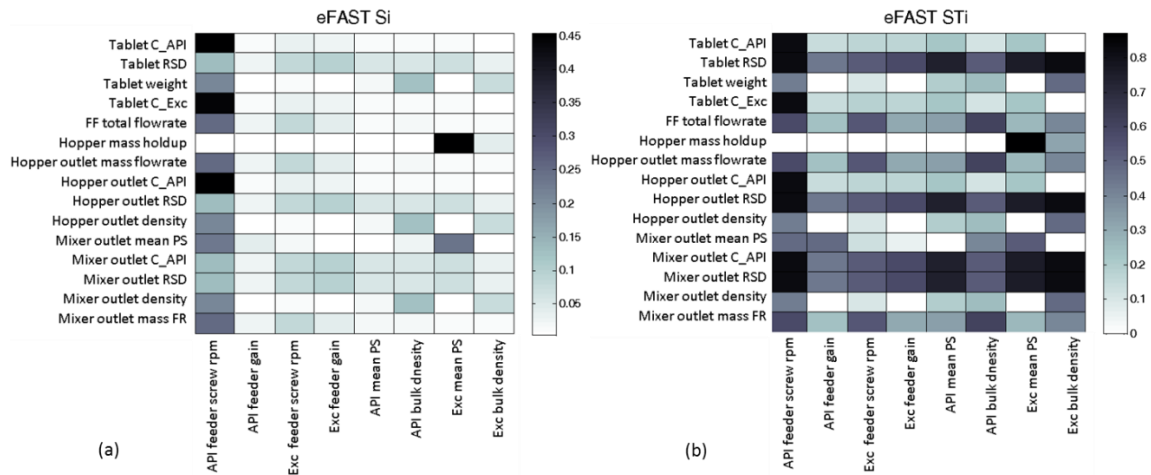 eFAST Si
Tablet C_API
Tablet RSD
Tablet weight
Tablet C_Exc
FF total flowrate
Hopper mass holdup
Hopper outlet mass flowrate
Hopper outlet C_API
Hopper outlet RSD
Hopper outlet density
Mixer outlet mean PS
Mixer outlet C_API
Mixer outlet RSD
Mixer outlet density
Mixer outlet mass FR
API feeder screw rpm
API feeder gain
Exc feeder screw rpm
Exc feeder gain
API mean PS
API bulk dnesity
Exc mean PS
Exc bulk density
0.45
0.4
0.35
0.3
0.25
0.2
0.15
0.1
0.05
(a)
eFAST STi
Tablet C_API
Tablet RSD
Tablet weight
Tablet C_Exc
FF total flowrate
Hopper mass holdup
Hopper outlet mass flowrate
Hopper outlet C_API
Hopper outlet RSD
Hopper outlet density
Mixer outlet mean PS
Mixer outlet C_API
Mixer outlet RSD
Mixer outlet density
Mixer outlet mass FR
API feeder screw rpm
API feeder gain
Exc feeder screw rpm
Exc feeder gain
API mean PS
API bulk dnesity
Exc mean PS
Exc bulk density
0.8
0.7
0.6
0.5
0.4
0.3
0.2
0.1
0
(b)